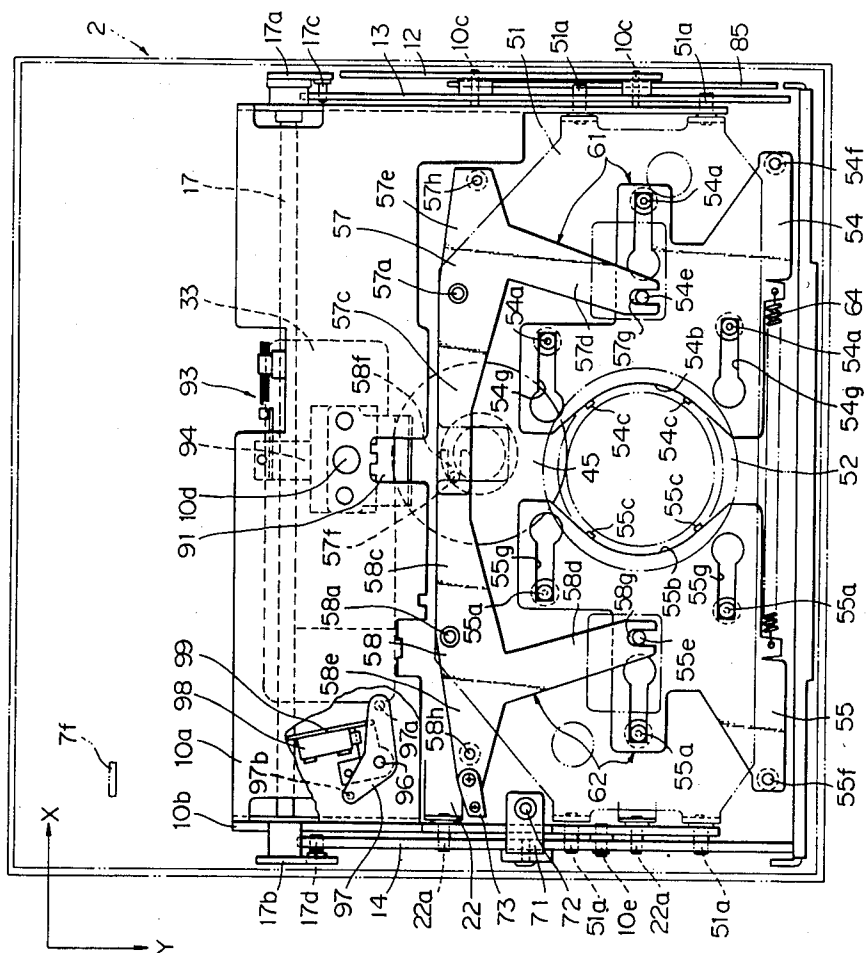 2
17a
17c
13
12
10c
51
51a
10c
51a
85
17
33
93
94
10d
91
57h
57e
57
57a
57c
58f
61
54a
54f
54
64
54a
54g
54e
57g
57d
54a
54g
54b
54c
54c
52
45
57f
58c
58a
58
58e
58h
99
98
10a
97b
10b
97a
96
55c
55c
55b
55g
55a
58d
58g
55g
55a
55e
55
55f
55a
62
7f
X
Y
17b
17d
97
14
22a
22
73
71
72
51a
10e
22a
51a